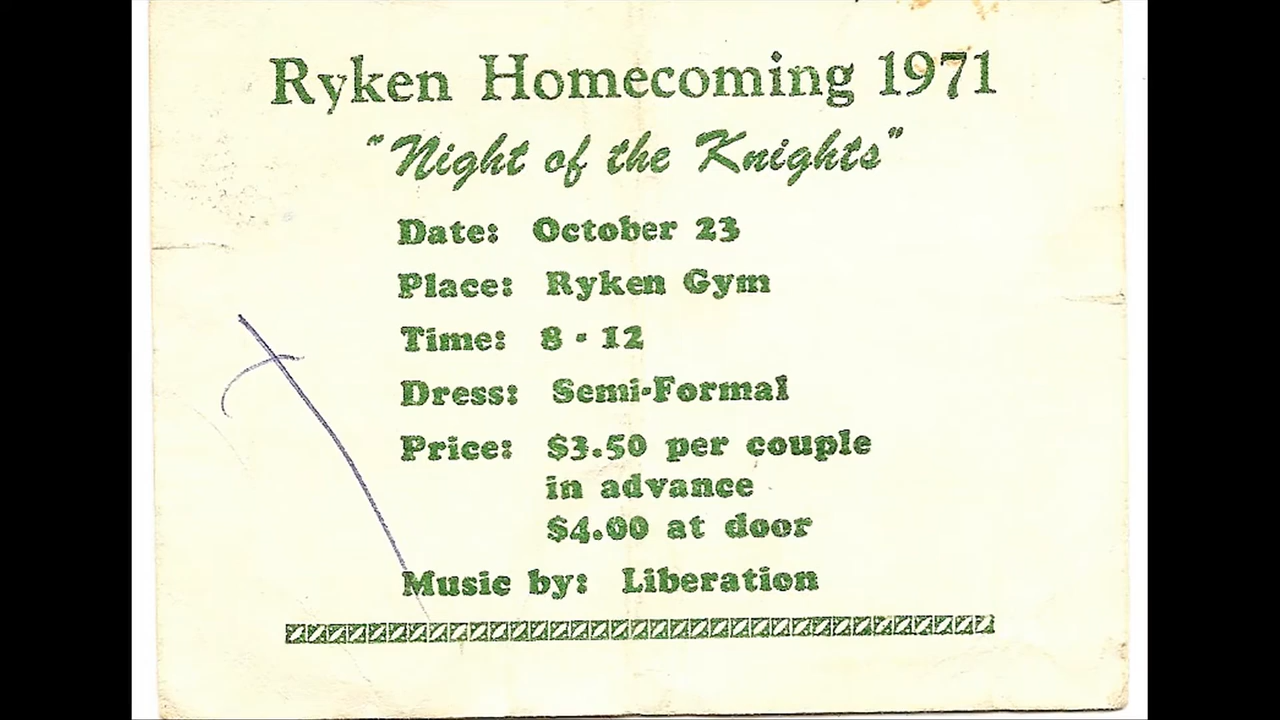 Ryken Homecoming 1971
"Night of the Knights"
Date: October 23
Place: Ryken Gym
Time: 8 - 12
Dress: Semi-Formal
Price: $3.50 per couple
in advance
$4.00 at door
Music by: Liberation